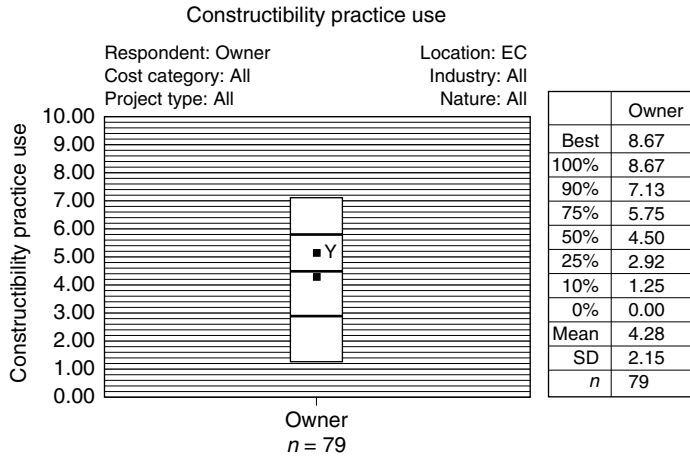 Constructibility practice use
Respondent: Owner Location: EC
Cost category: All Industry: All
Project type: All Nature: All
Constructibility practice use
10.00
9.00
8.00
7.00
6.00
5.00
4.00
3.00
2.00
1.00
0.00
Y
Owner
n = 79
Owner
Best 8.67
100% 8.67
90% 7.13
75% 5.75
50% 4.50
25% 2.92
10% 1.25
0% 0.00
Mean 4.28
SD 2.15
n 79